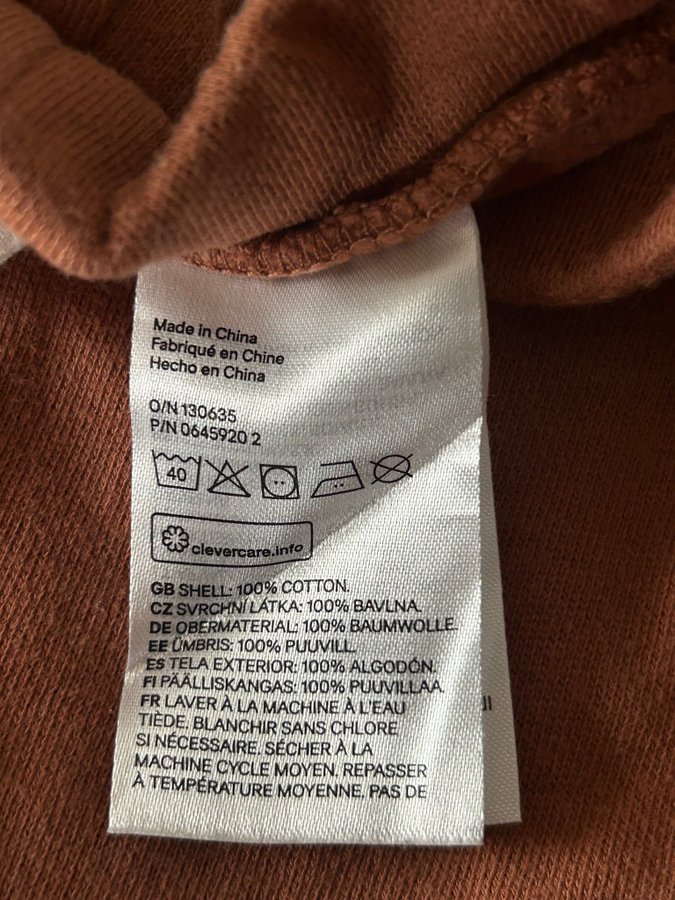 Made in China
Fabriqué en Chine
Hecho en China
O/N 130635
P/N 0645920 2
40
clevercare.info
GB SHELL: 100% COTTON.
CZ SVRCHNÍ LÁTKA: 100% BAVLNA.
DE OBERMATERIAL: 100% BAUMWOLLE.
EE ÜMBRIS: 100% PUUVILL.
ES TELA EXTERIOR: 100% ALGODÓN.
FI PÄÄLLISKANGAS: 100% PUUVILLAA.
FR LAVER À LA MACHINE À L'EAU
TIÈDE. BLANCHIR SANS CHLORE
SI NÉCESSAIRE. SÉCHER À LA
MACHINE CYCLE MOYEN. REPASSER
À TEMPÉRATURE MOYENNE. PAS DE